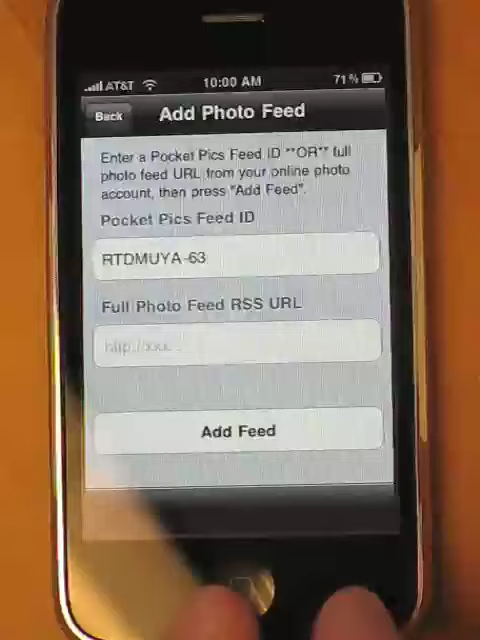 AT&T 10:00 AM 71%
Back Add Photo Feed
Enter a Pocket Pics Feed ID **OR** full
photo feed URL from your online photo
account, then press "Add Feed".
Pocket Pics Feed ID
RTDMUYA-63
Full Photo Feed RSS URL
http://xxx...
Add Feed